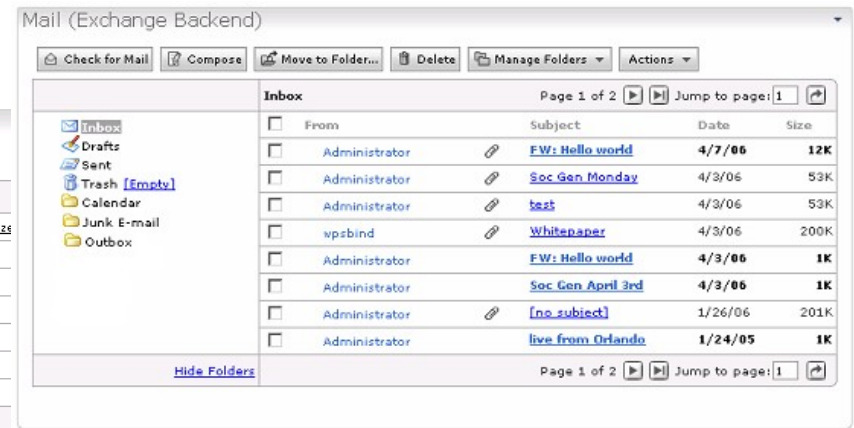 Mail (Exchange Backend)
Check for Mail Compose Move to Folder... Delete Manage Folders Actions
Inbox Page 1 of 2 Jump to page: 1
From Subject Date Size
Administrator FW: Hello world 4/7/06 12K
Administrator Soc Gen Monday 4/3/06 53K
Administrator test 4/3/06 53K
wpsbind Whitepaper 4/3/06 200K
Administrator FW: Hello world 4/3/06 1K
Administrator Soc Gen April 3rd 4/3/06 1K
Administrator [no subject] 1/26/06 201K
Administrator live from Orlando 1/24/05 1K
Inbox
Drafts
Sent
Trash [Empty]
Calendar
Junk E-mail
Outbox
Hide Folders Page 1 of 2 Jump to page: 1